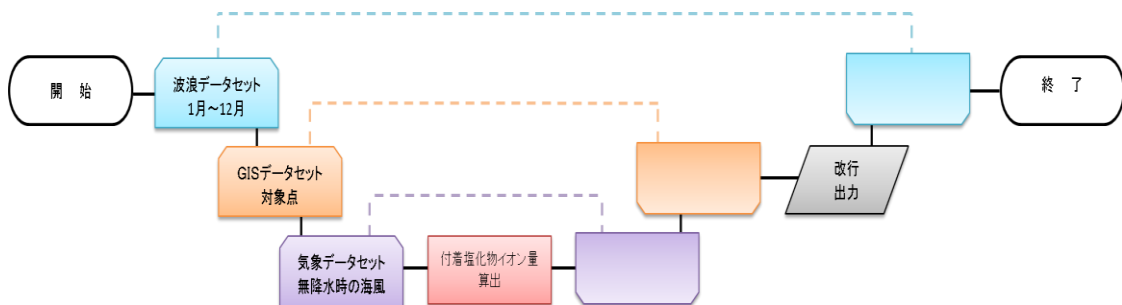 開 始
波浪データセット
1月～12月
GISデータセット
対象点
気象データセット
無降水時の海風
付着塩化物イオン量
算出
改行
出力
終 了